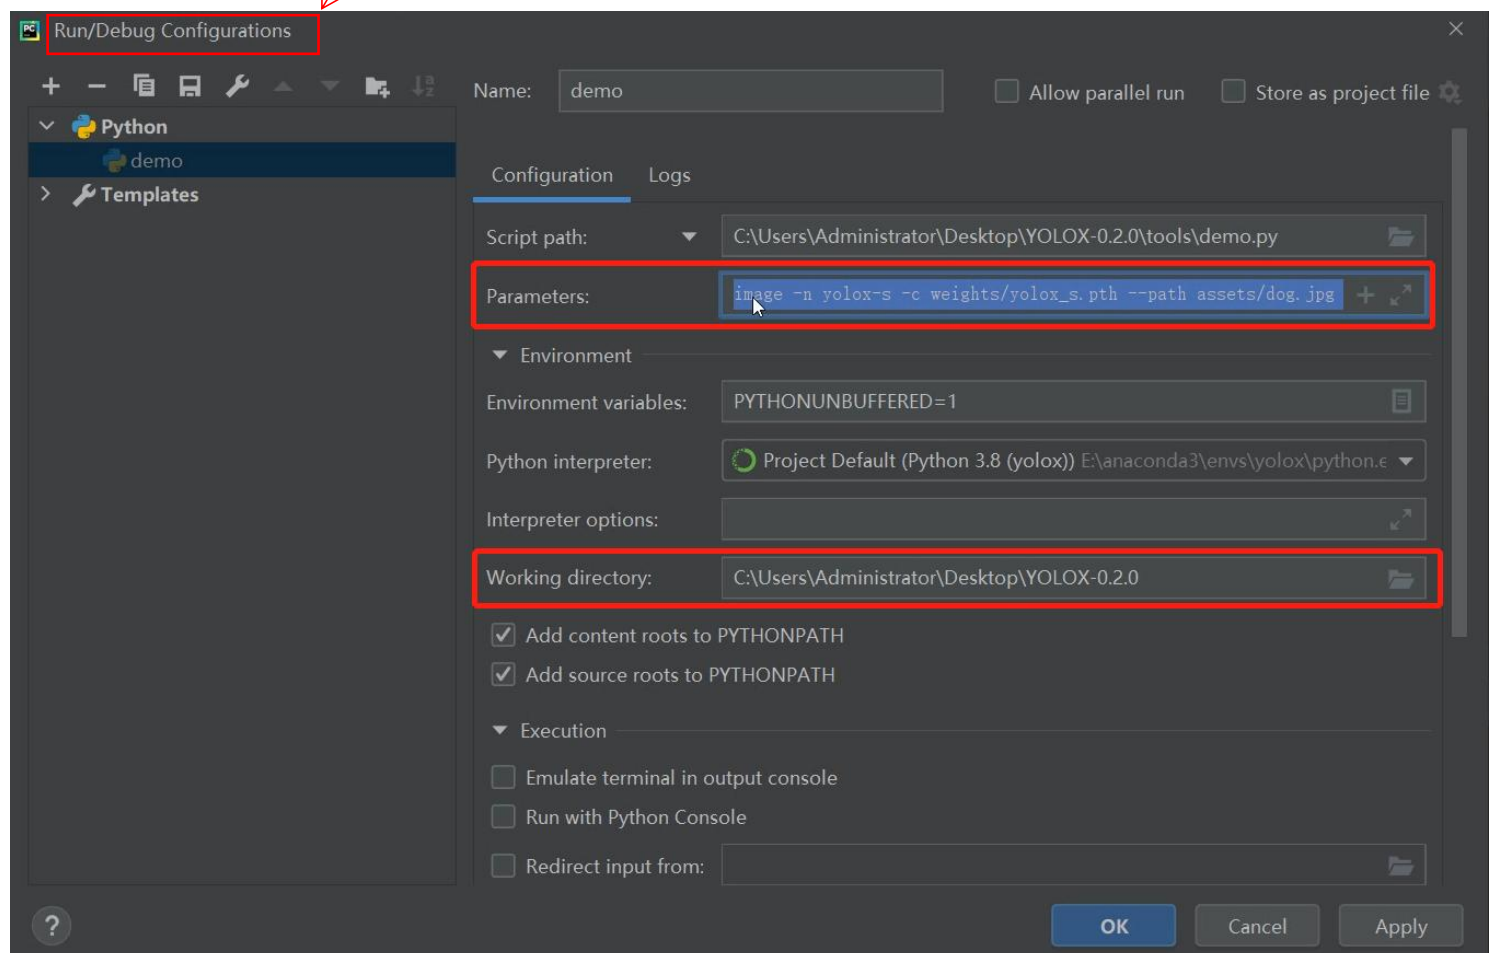 PC
Run/Debug Configurations
Name:
demo
Allow parallel run
Store as project file
Python
demo
Templates
Configuration
Logs
Script path:
C:\Users\Administrator\Desktop\YOLOX-0.2.0\tools\demo.py
Parameters:
image -n yolox-s -c weights/yolox_s.pth --path assets/dog.jpg
Environment
Environment variables:
PYTHONUNBUFFERED=1
Python interpreter:
Project Default (Python 3.8 (yolox)) E:\anaconda3\envs\yolox\python.e
Interpreter options:
Working directory:
C:\Users\Administrator\Desktop\YOLOX-0.2.0
Add content roots to PYTHONPATH
Add source roots to PYTHONPATH
Execution
Emulate terminal in output console
Run with Python Console
Redirect input from:
?
OK
Cancel
Apply